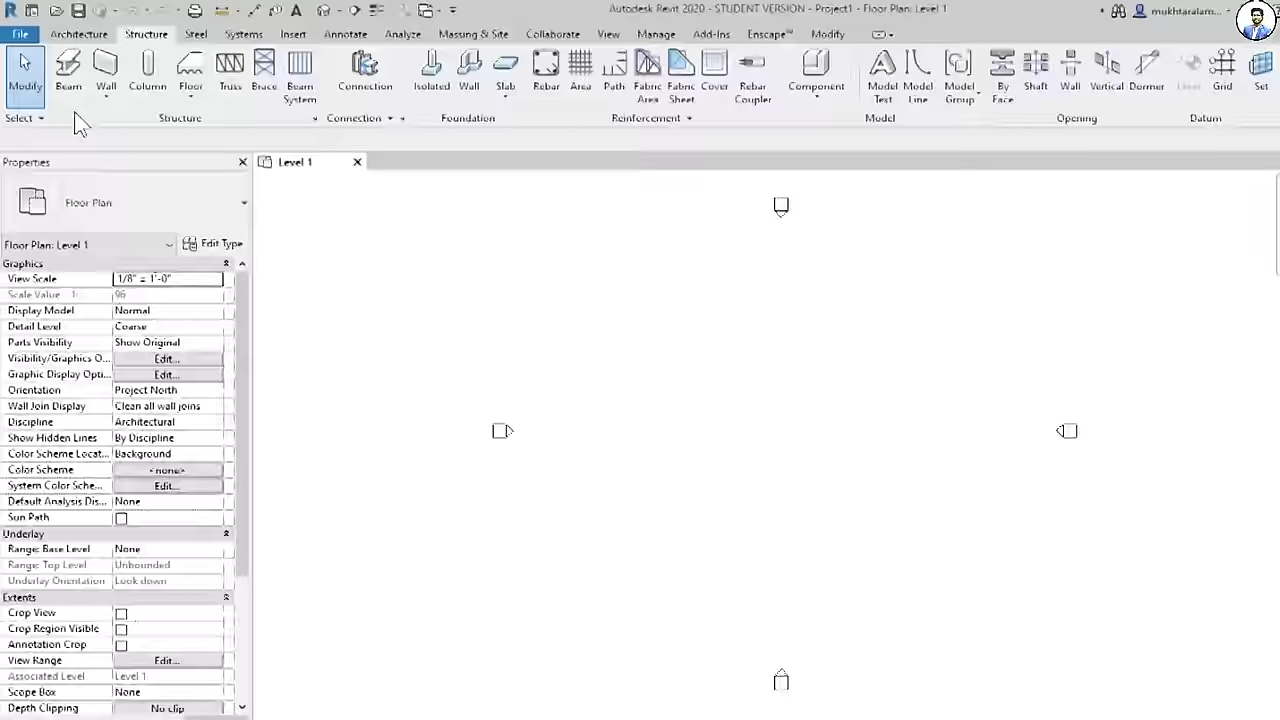 Autodesk Revit 2020 - STUDENT VERSION - Project1 - Floor Plan: Level 1
mukhtaralam...
File Architecture Structure Steel Systems Insert Annotate Analyze Massing & Site Collaborate View Manage Add-Ins Enscape™ Modify
Modify Beam Wall Column Floor Truss Brace Beam System Connection Isolated Wall Slab Rebar Area Path Fabric Area Fabric Sheet Cover Rebar Coupler Component Model Text Model Line Model Group By Face Shaft Wall Vertical Dormer Level Grid Set
Select Structure Connection Foundation Reinforcement Model Opening Datum
Properties
Level 1
Floor Plan
Floor Plan: Level 1 Edit Type
Graphics
View Scale 1/8" = 1'-0"
Scale Value 1: 96
Display Model Normal
Detail Level Coarse
Parts Visibility Show Original
Visibility/Graphics O... Edit...
Graphic Display Opti... Edit...
Orientation Project North
Wall Join Display Clean all wall joins
Discipline Architectural
Show Hidden Lines By Discipline
Color Scheme Locat... Background
Color Scheme <none>
System Color Sche... Edit...
Default Analysis Dis... None
Sun Path
Underlay
Range: Base Level None
Range: Top Level Unbounded
Underlay Orientation Look down
Extents
Crop View
Crop Region Visible
Annotation Crop
View Range Edit...
Associated Level Level 1
Scope Box None
Depth Clipping No clip